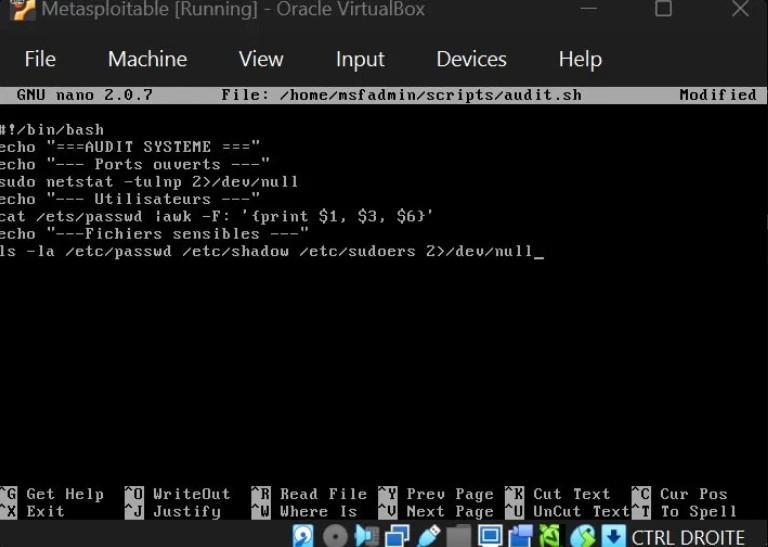 Metasploitable [Running] - Oracle VirtualBox
File Machine View Input Devices Help
GNU nano 2.0.7 File: /home/msfadmin/scripts/audit.sh Modified
#!/bin/bash
echo "===AUDIT SYSTEME ==="
echo "--- Ports ouverts ---"
sudo netstat -tulnp 2>/dev/null
echo "--- Utilisateurs ---"
cat /ets/passwd |awk -F: '{print $1, $3, $6}'
echo "---Fichiers sensibles ---"
ls -la /etc/passwd /etc/shadow /etc/sudoers 2>/dev/null_
^G Get Help ^O WriteOut ^R Read File ^Y Prev Page ^K Cut Text ^C Cur Pos
^X Exit ^J Justify ^W Where Is ^V Next Page ^U UnCut Text ^T To Spell
CTRL DROITE